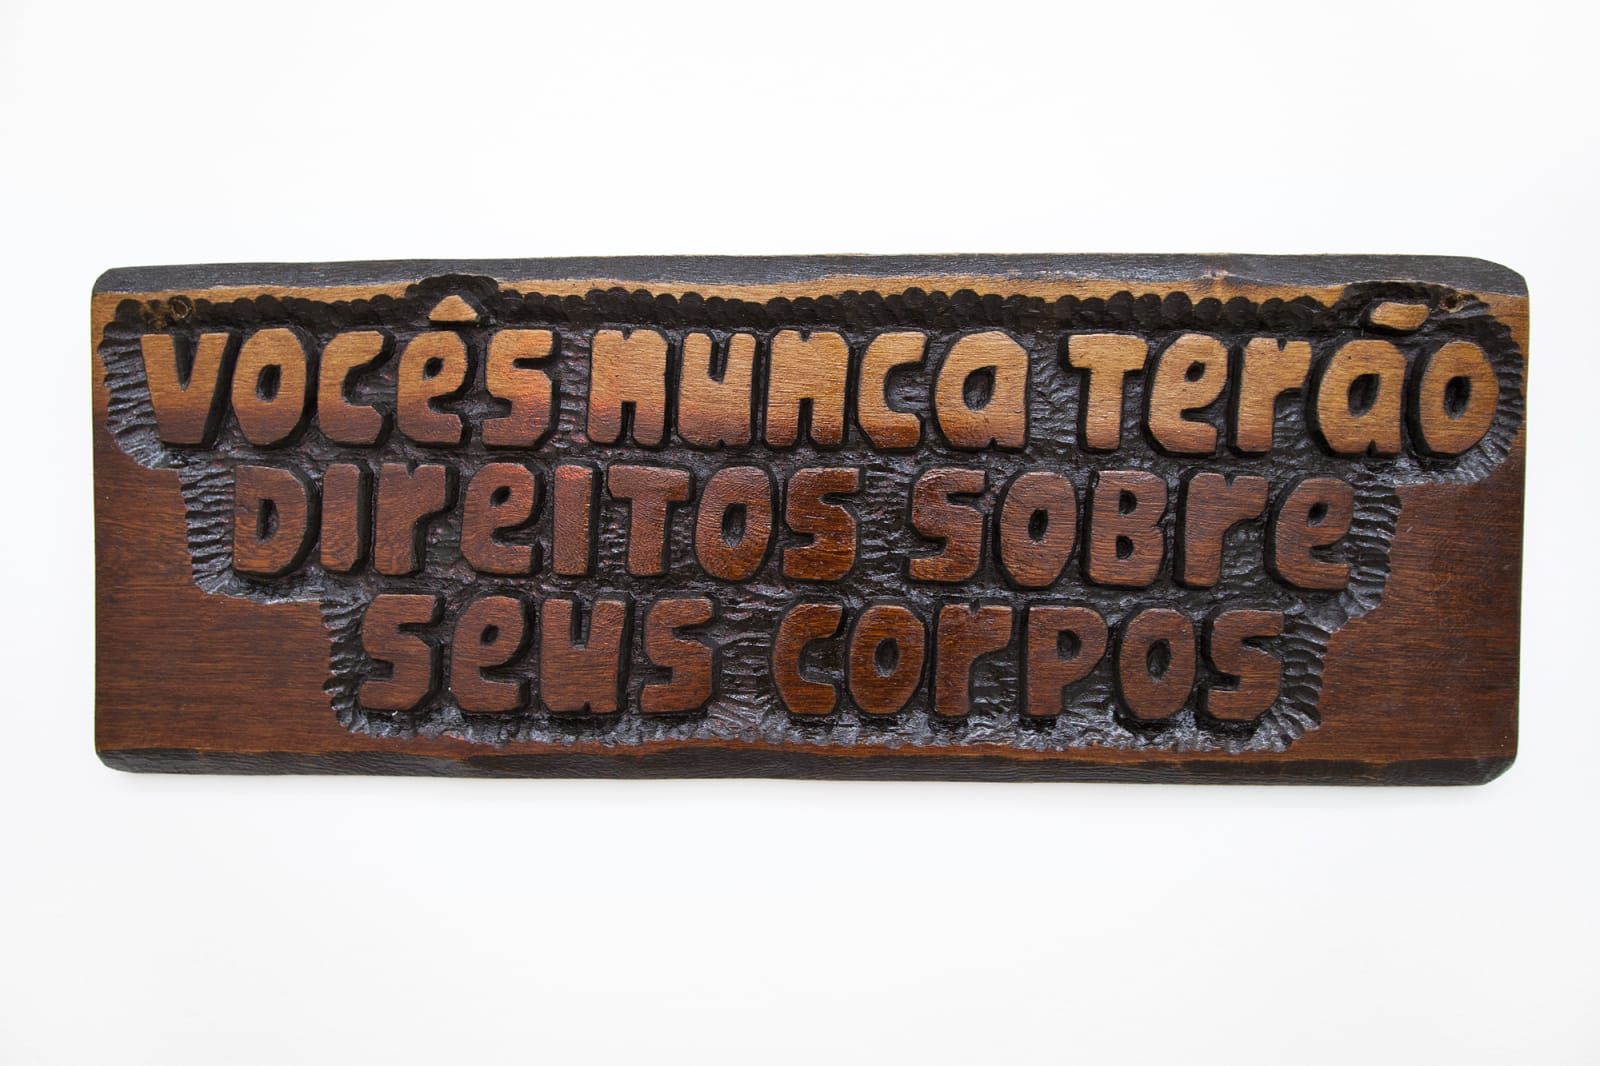 Vocês nunca Terão
Direitos Sobre
Seus corpos